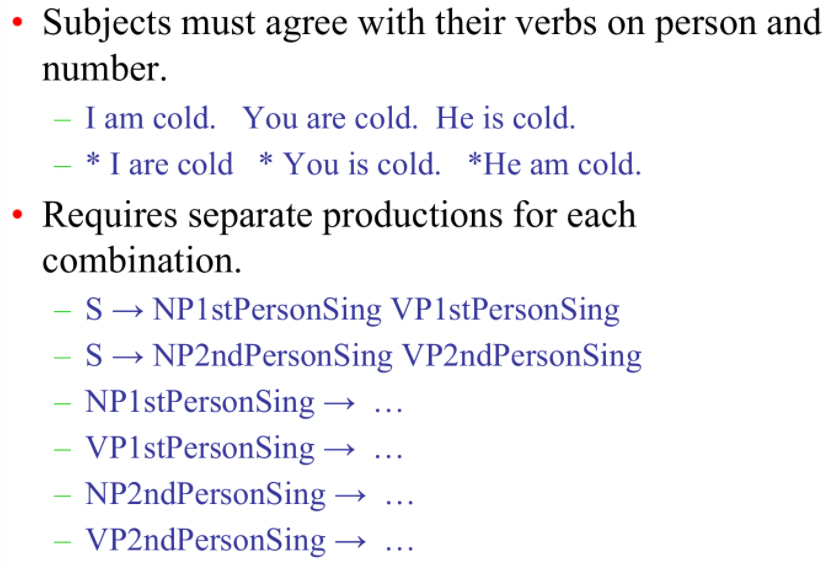 • Subjects must agree with their verbs on person and
number.
– I am cold. You are cold. He is cold.
– * I are cold * You is cold. *He am cold.
• Requires separate productions for each
combination.
– S → NP1stPersonSing VP1stPersonSing
– S → NP2ndPersonSing VP2ndPersonSing
– NP1stPersonSing → …
– VP1stPersonSing → …
– NP2ndPersonSing → …
– VP2ndPersonSing → …